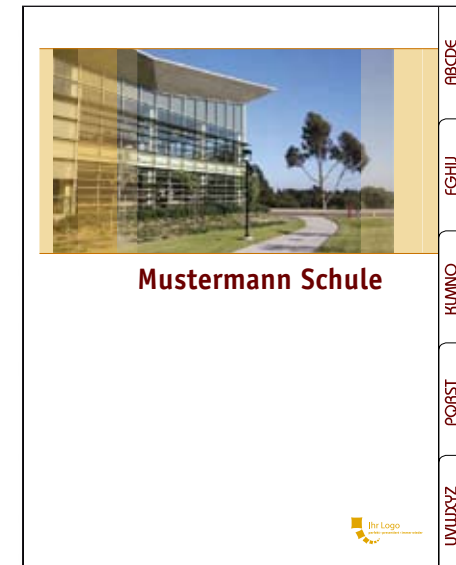 ABCDE
FGHIJ
Mustermann Schule
KLMNO
PQRST
Ihr Logo
UVWXYZ